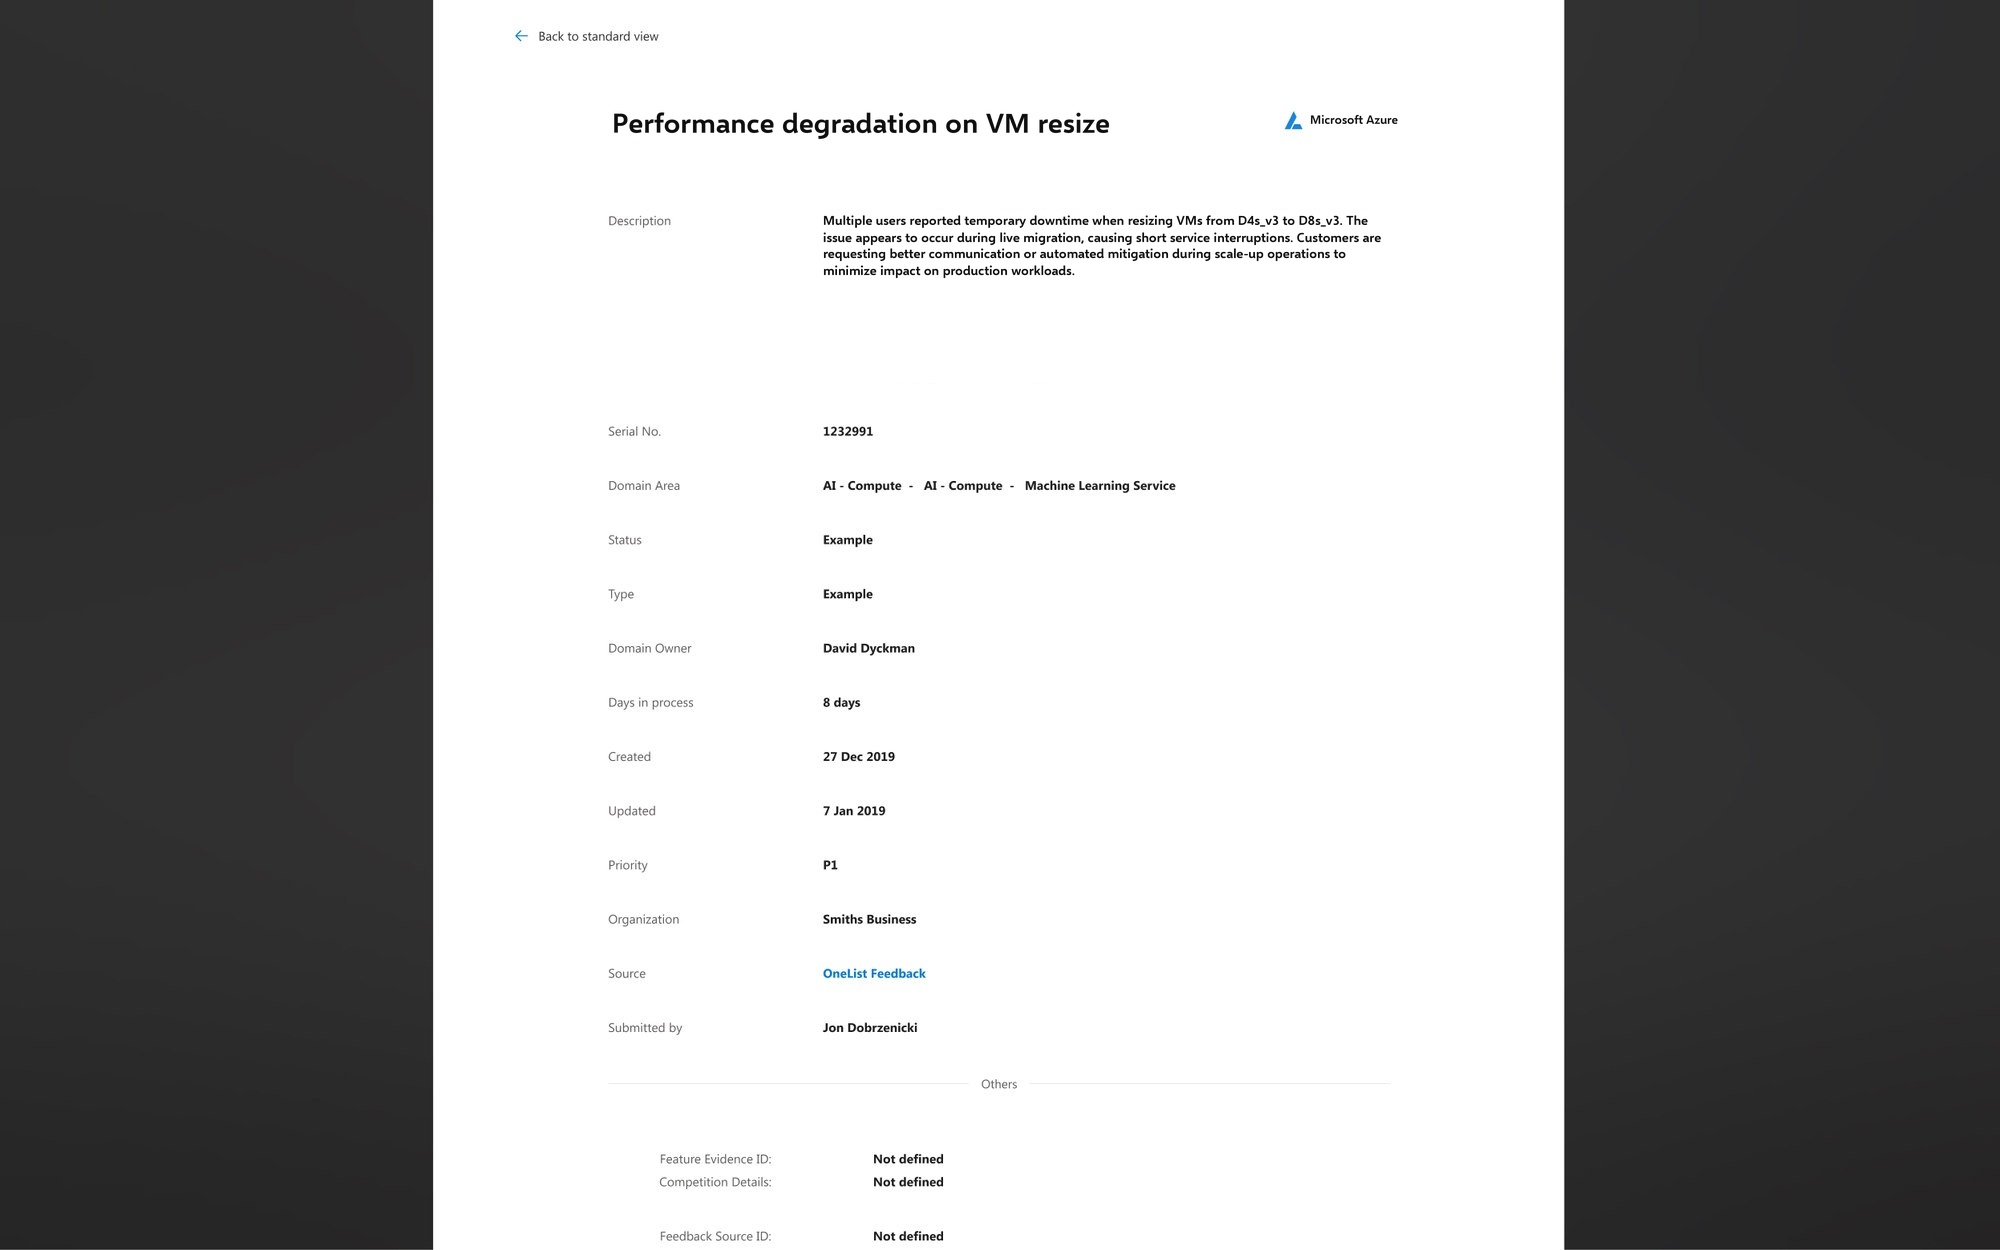 Back to standard view
Performance degradation on VM resize
Microsoft Azure
Description
Multiple users reported temporary downtime when resizing VMs from D4s_v3 to D8s_v3. The
issue appears to occur during live migration, causing short service interruptions. Customers are
requesting better communication or automated mitigation during scale-up operations to
minimize impact on production workloads.
Serial No. 1232991
Domain Area AI - Compute - AI - Compute - Machine Learning Service
Status Example
Type Example
Domain Owner David Dyckman
Days in process 8 days
Created 27 Dec 2019
Updated 7 Jan 2019
Priority P1
Organization Smiths Business
Source OneList Feedback
Submitted by Jon Dobrzenicki
Others
Feature Evidence ID: Not defined
Competition Details: Not defined
Feedback Source ID: Not defined